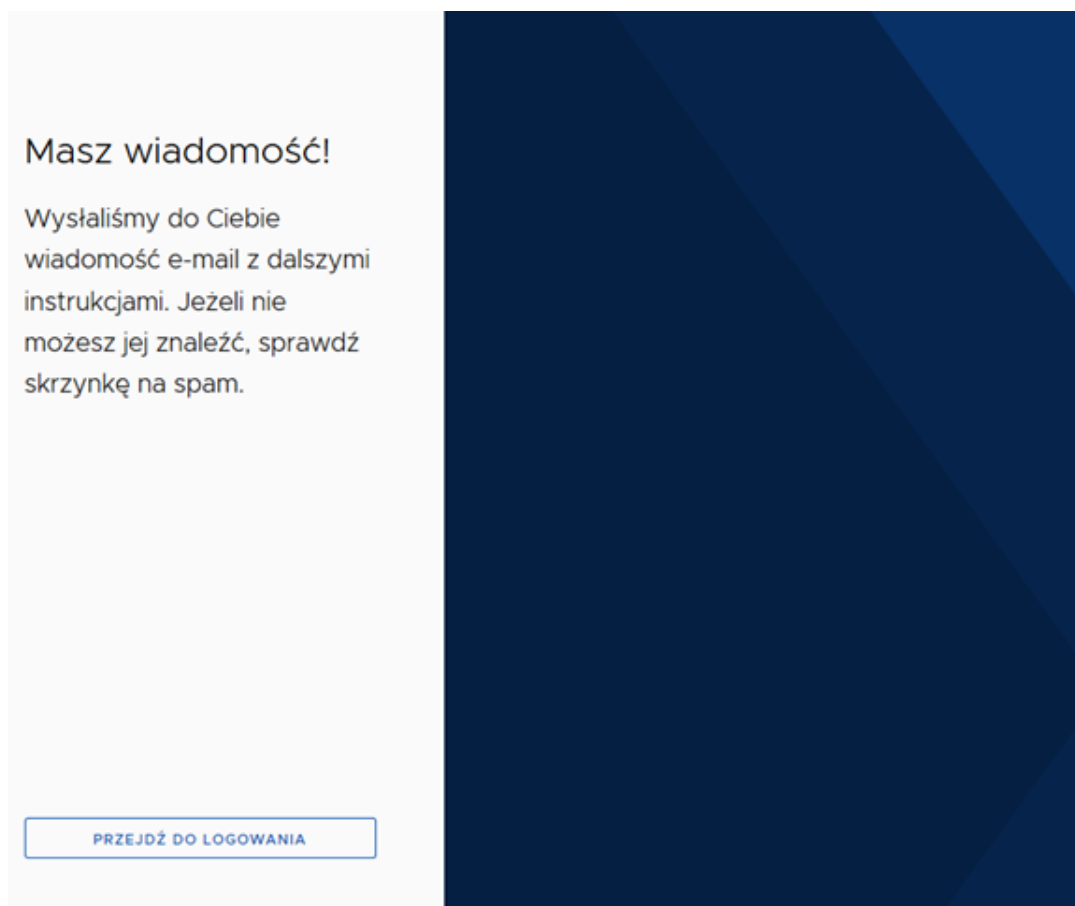 Masz wiadomość!
Wysłaliśmy do Ciebie
wiadomość e-mail z dalszymi
instrukcjami. Jeżeli nie
możesz jej znaleźć, sprawdź
skrzynkę na spam.
PRZEJDŹ DO LOGOWANIA